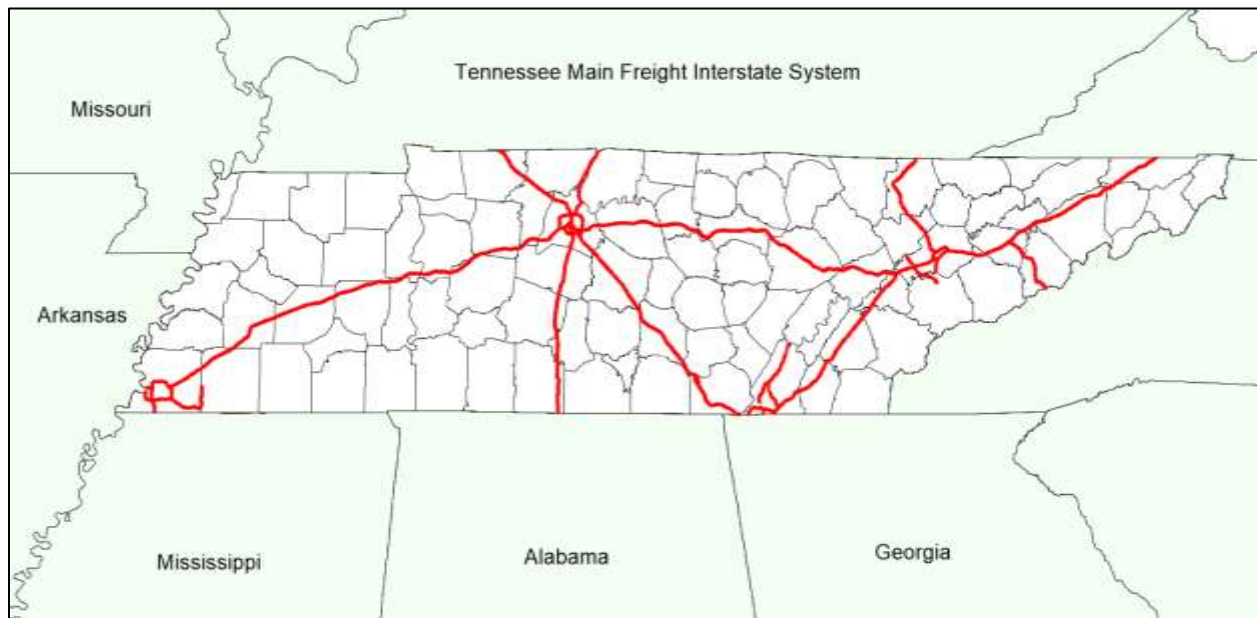 Tennessee Main Freight Interstate System
Missouri
Arkansas
Mississippi
Alabama
Georgia